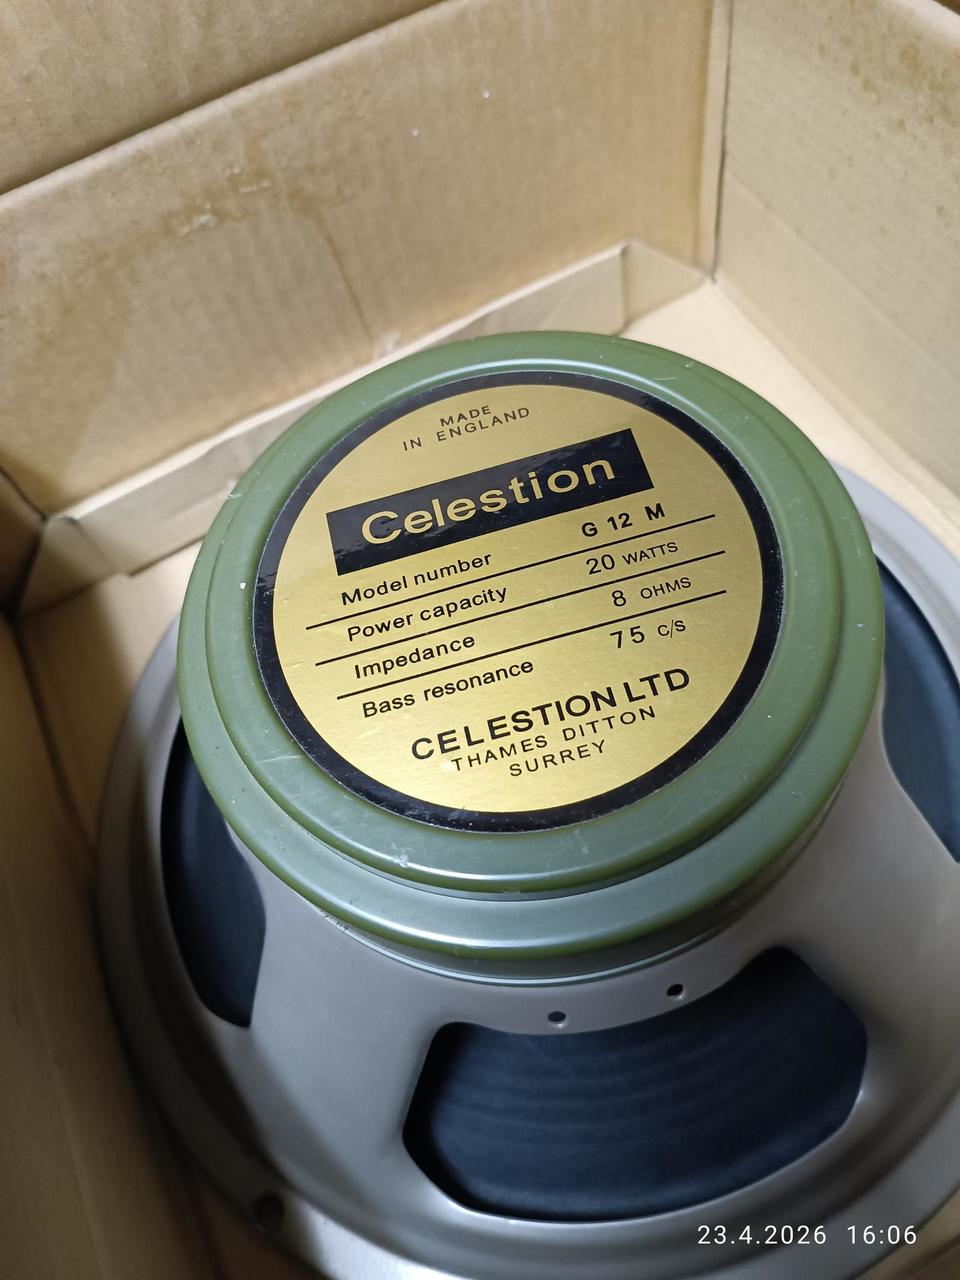 MADE
IN ENGLAND
Celestion
Model number G 12 M
Power capacity 20 WATTS
Impedance 8 OHMS
Bass resonance 75 C/S
CELESTION LTD
THAMES DITTON
SURREY
23.4.2026 16:06